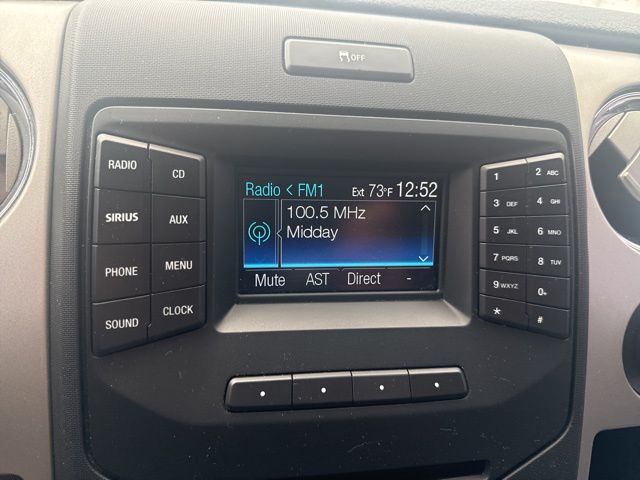 OFF
RADIO CD
SIRIUS AUX
PHONE MENU
SOUND CLOCK
Radio < FM1 Ext 73°F 12:52
100.5 MHz
Midday
Mute AST Direct -
1 2 ABC
3 DEF 4 GHI
5 JKL 6 MNO
7 PQRS 8 TUV
9 WXYZ 0+
* #